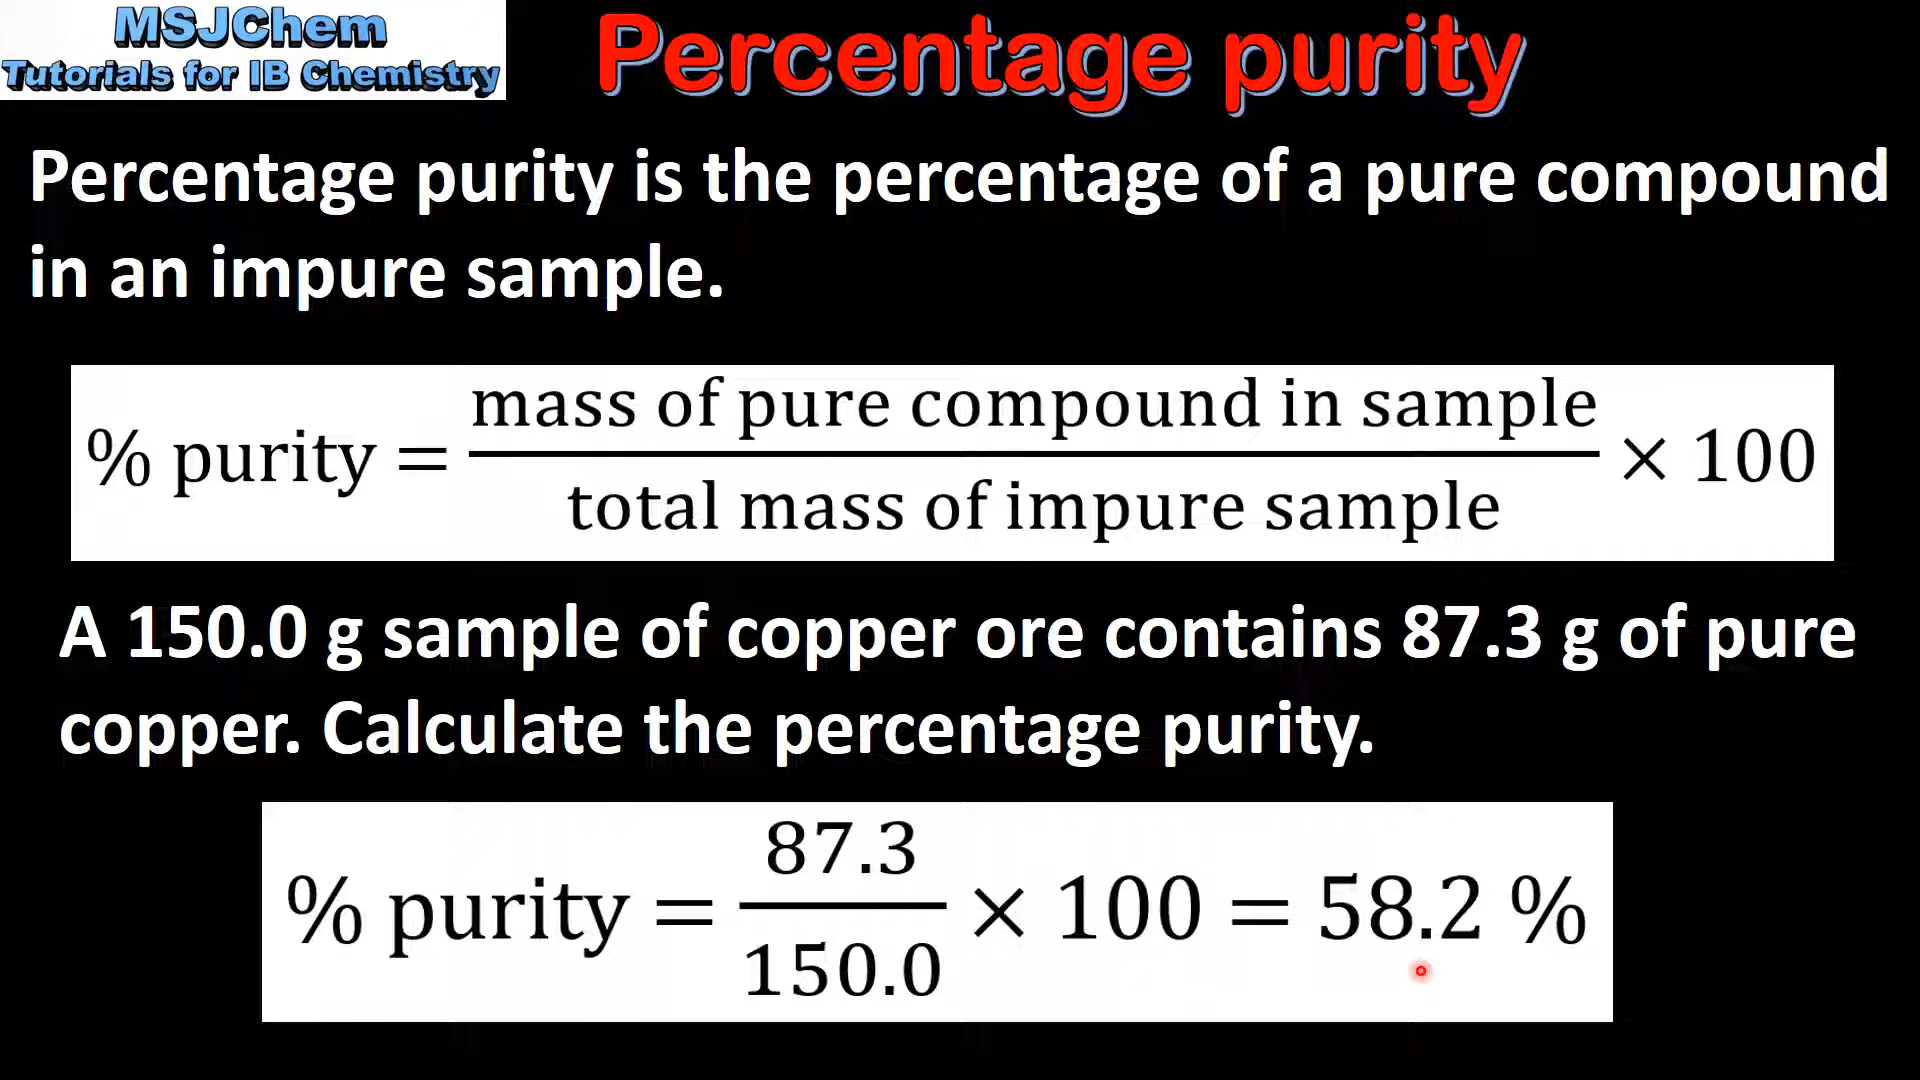 MSJChem
Tutorials for IB Chemistry
Percentage purity
Percentage purity is the percentage of a pure compound
in an impure sample.
% purity = mass of pure compound in sample / total mass of impure sample × 100
A 150.0 g sample of copper ore contains 87.3 g of pure
copper. Calculate the percentage purity.
% purity = 87.3 / 150.0 × 100 = 58.2 %